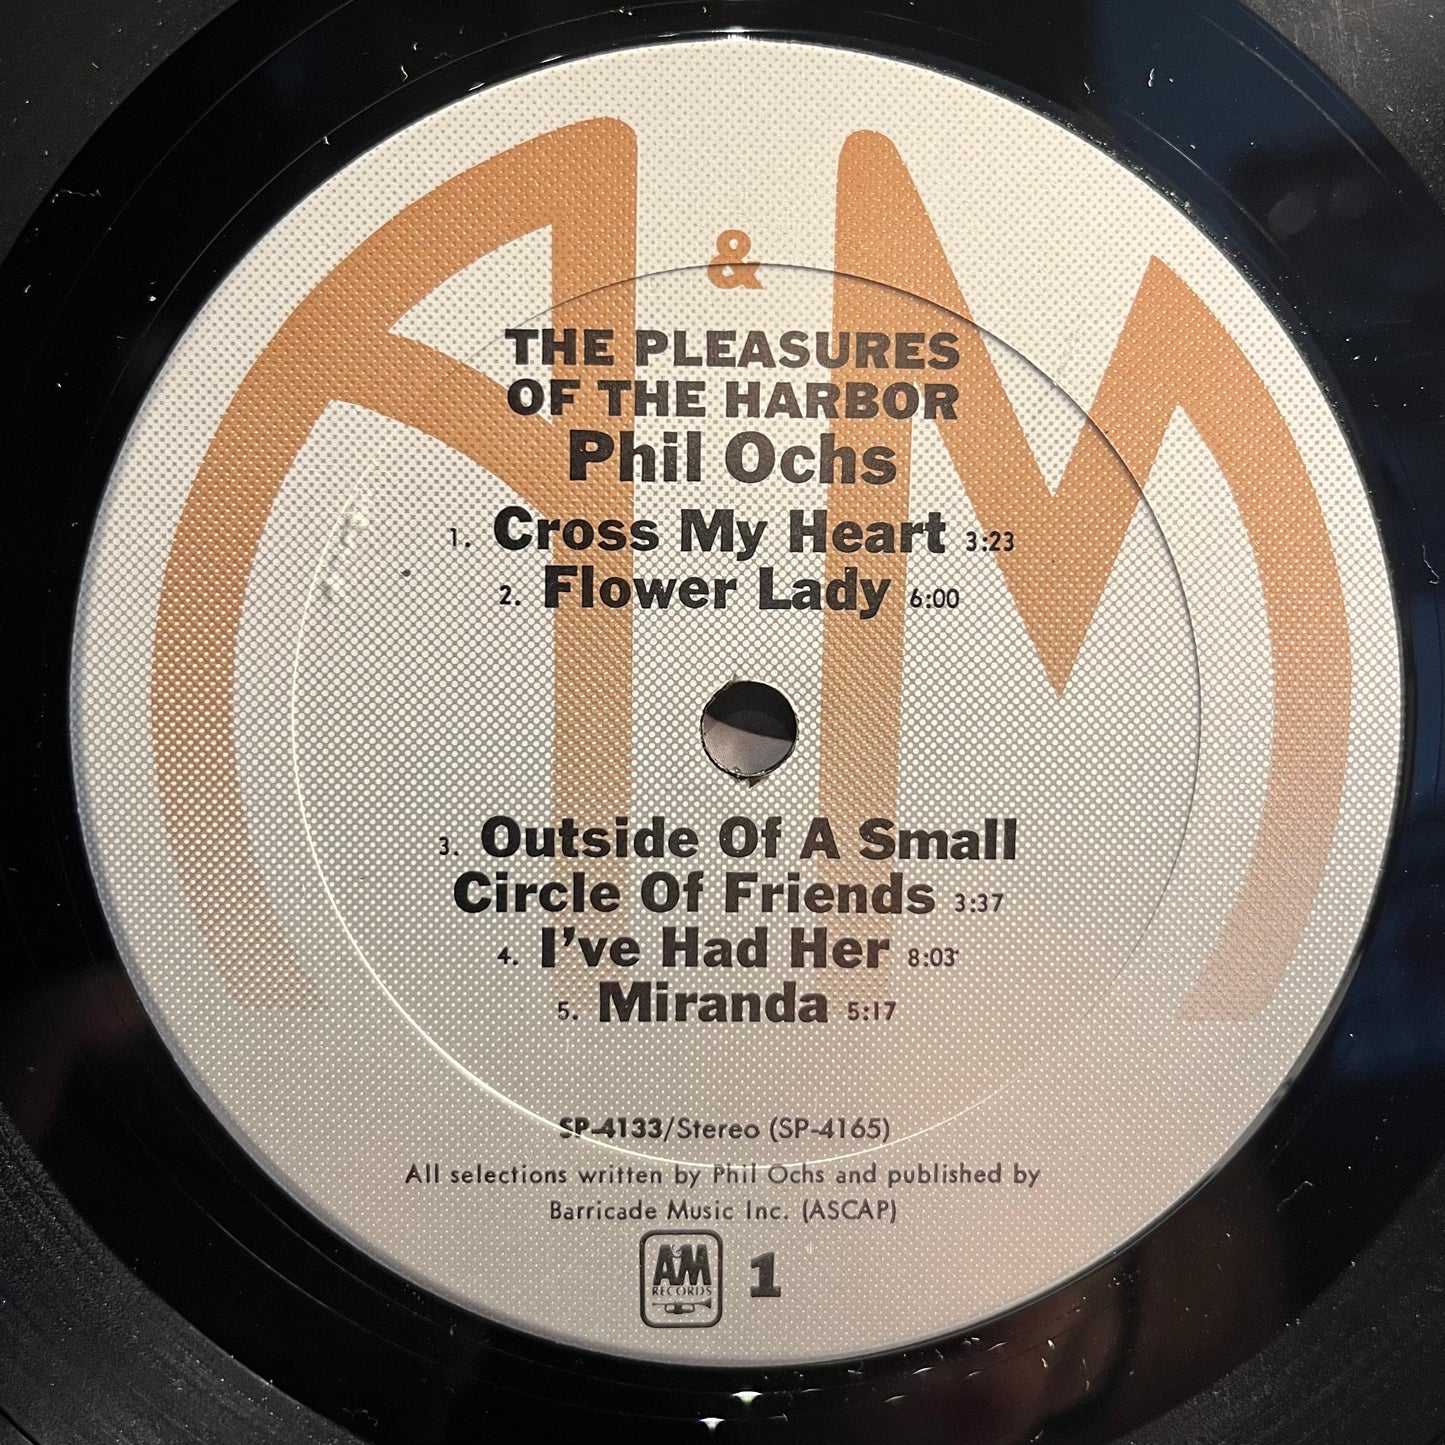 A & M
THE PLEASURES
OF THE HARBOR
Phil Ochs
1. Cross My Heart 3:23
2. Flower Lady 6:00
3. Outside Of A Small
Circle Of Friends 3:37
4. I've Had Her 8:03
5. Miranda 5:17
SP-4133/Stereo (SP-4165)
All selections written by Phil Ochs and published by
Barricade Music Inc. (ASCAP)
A&M
RECORDS
1